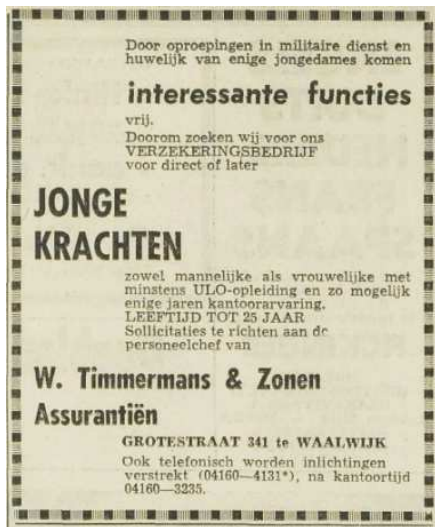 Door oproepingen in militaire dienst en
huwelijk van enige jongedames komen
interessante functies
vrij.
Doorom zoeken wij voor ons
VERZEKERINGSBEDRIJF
voor direct of later
JONGE
KRACHTEN
zowel mannelijke als vrouwelijke met
minstens ULO-opleiding en zo mogelijk
enige jaren kantoorarvaring.
LEEFTIJD TOT 25 JAAR
Sollicitaties te richten aan de
personeelchef van
W. Timmermans & Zonen
Assurantiën
GROTESTRAAT 341 te WAALWIJK
Ook telefonisch worden inlichtingen
verstrekt (04160—4131*), na kantoortijd
04160—3235.